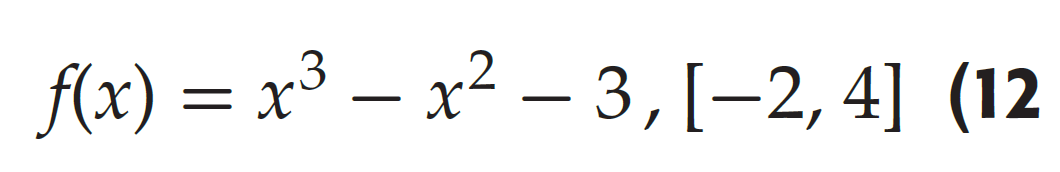 f(x) = x³ − x² − 3, [−2, 4] (12